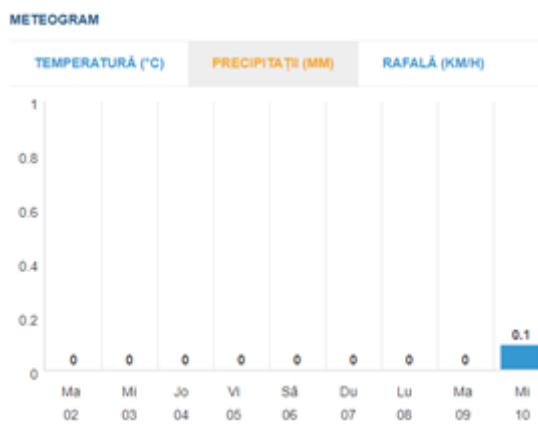 METEOGRAM
TEMPERATURĂ (°C) PRECIPITAȚII (MM) RAFALĂ (KM/H)
1
0.8
0.6
0.4
0.2
0.1
0 0 0 0 0 0 0 0
0
Ma Mi Jo Vi Sâ Du Lu Ma Mi
02 03 04 05 06 07 08 09 10